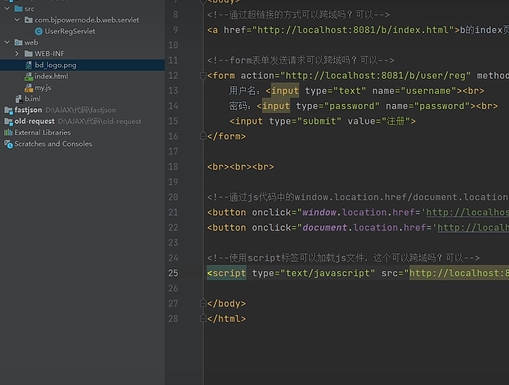 src
com.bjpowernode.b.web.servlet
UserRegServlet
web
WEB-INF
bd_logo.png
index.html
my.js
b.iml
fastjson D:\AJAX\代码\fastjson
old-request D:\AJAX\代码\old-request
External Libraries
Scratches and Consoles
7 <body>
8 <!--通过超链接的方式可以跨域吗？可以-->
9 <a href="http://localhost:8081/b/index.html">b的index页
10
11 <!--form表单发送请求可以跨域吗？可以-->
12 <form action="http://localhost:8081/b/user/reg" method
13 用户名：<input type="text" name="username"><br>
14 密码：<input type="password" name="password"><br>
15 <input type="submit" value="注册">
16 </form>
17
18 <br><br><br>
19
20 <!--通过js代码中的window.location.href/document.location
21 <button onclick="window.location.href='http://localhos
22 <button onclick="document.location.href='http://local
23
24 <!--使用script标签可以加载js文件，这个可以跨域吗？可以-->
25 <script type="text/javascript" src="http://localhost:8
26
27 </body>
28 </html>